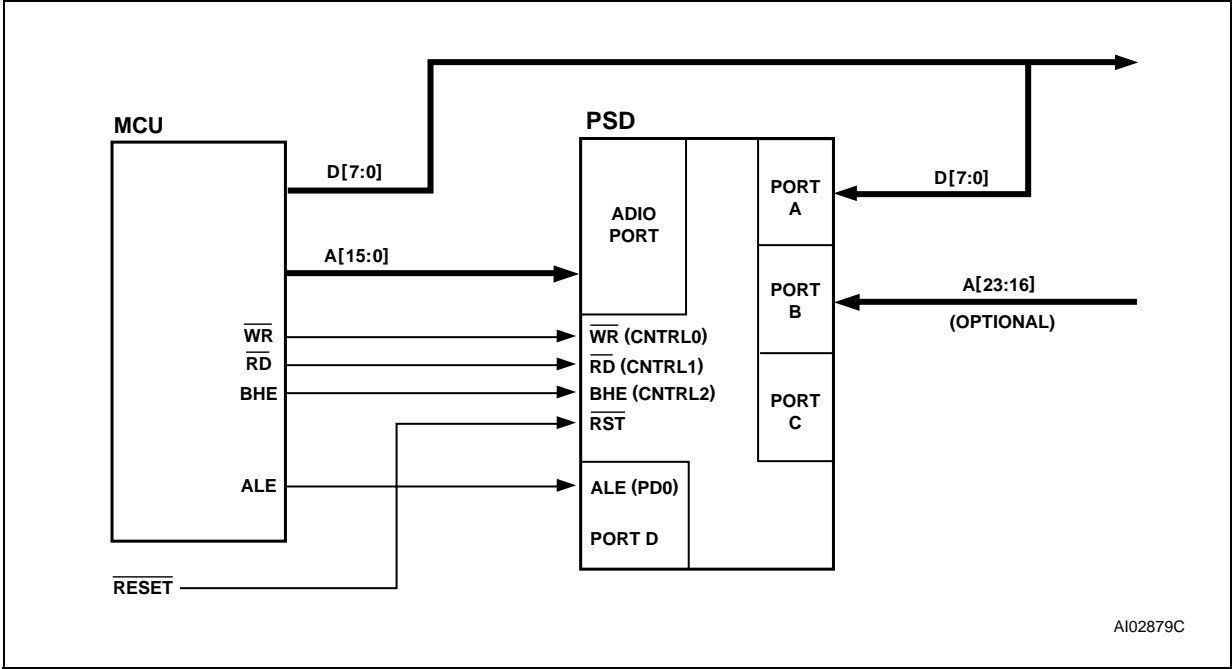 MCU
PSD
D[7:0]
A[15:0]
WR
RD
BHE
ALE
RESET
ADIO
PORT
WR (CNTRL0)
RD (CNTRL1)
BHE (CNTRL2)
RST
ALE (PD0)
PORT D
PORT
A
PORT
B
PORT
C
D[7:0]
A[23:16]
(OPTIONAL)
AI02879C